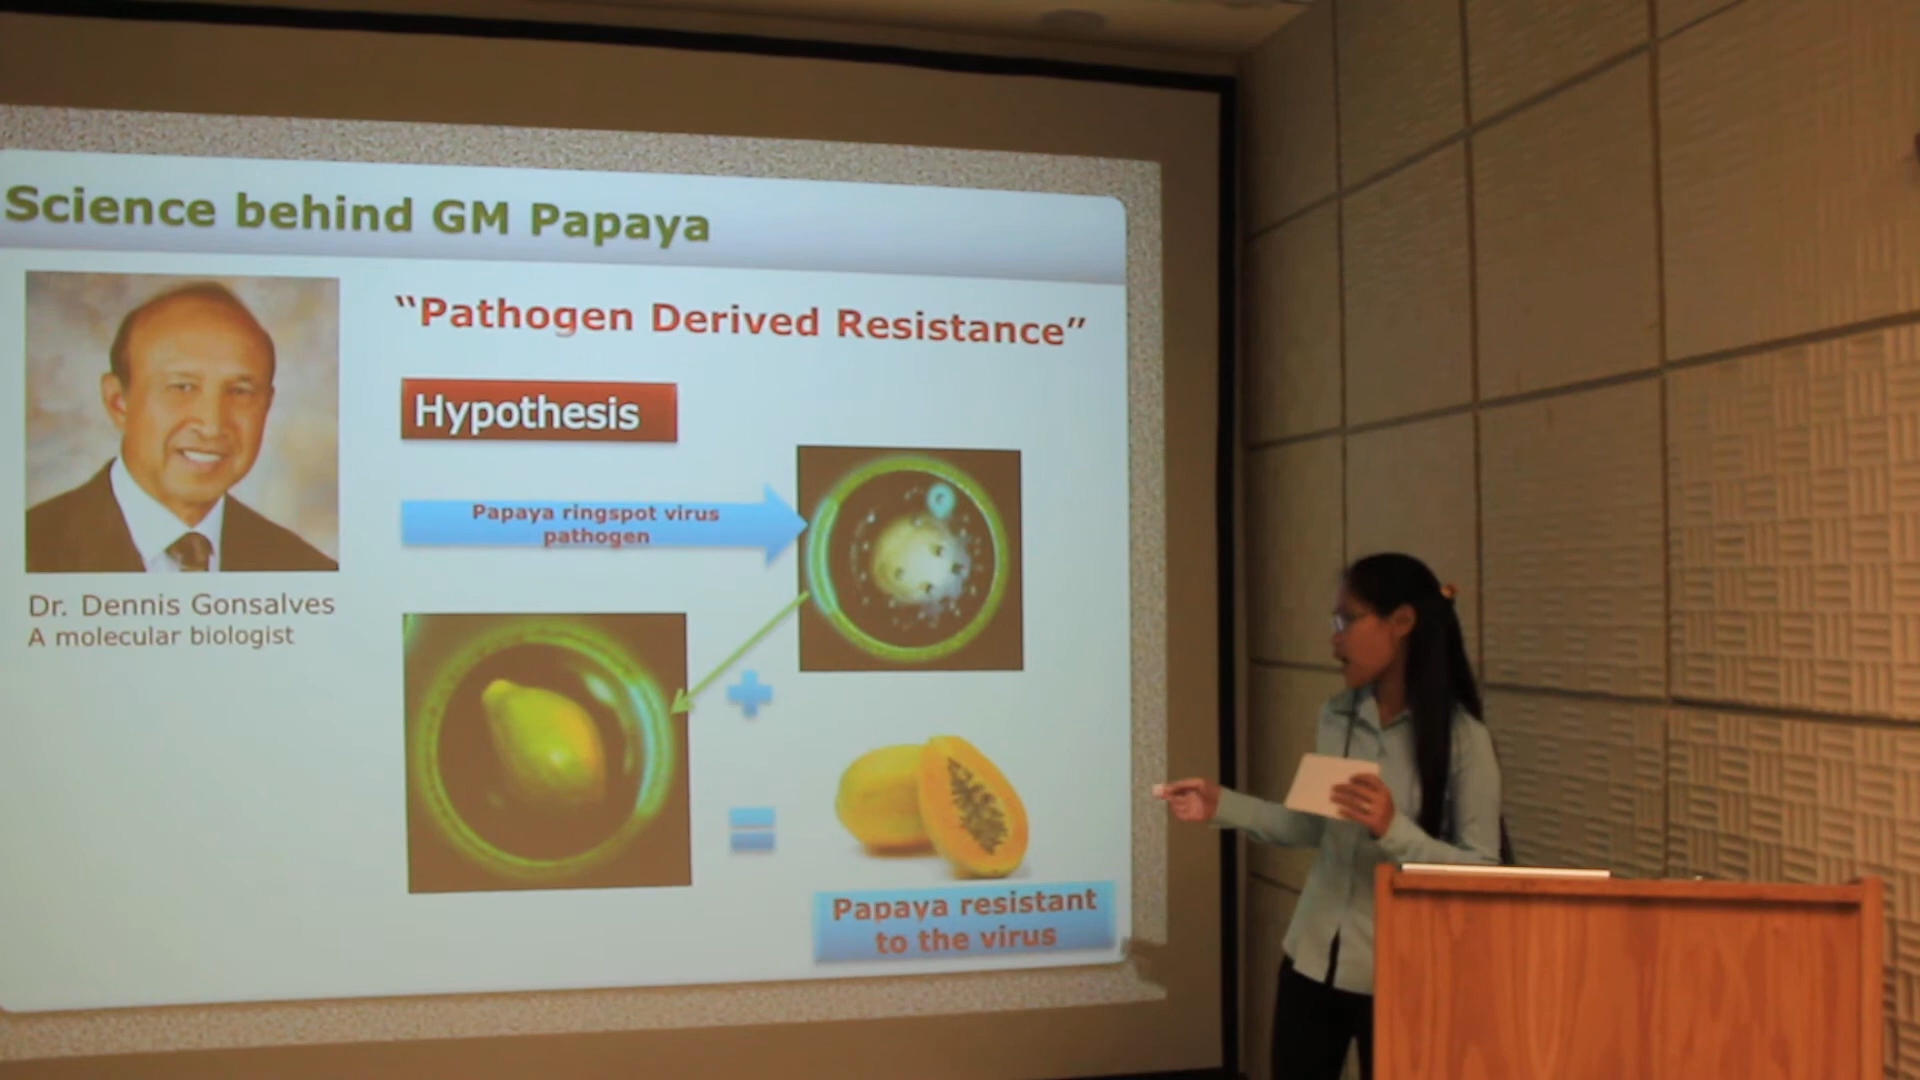 Science behind GM Papaya
“Pathogen Derived Resistance”
Hypothesis
Papaya ringspot virus
pathogen
Dr. Dennis Gonsalves
A molecular biologist
Papaya resistant
to the virus